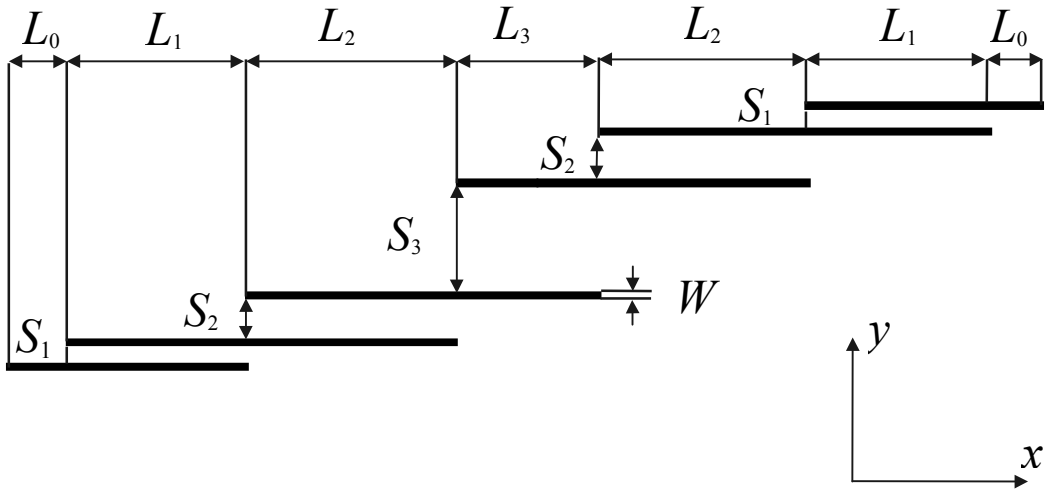 L₀ L₁ L₂ L₃ L₂ L₁ L₀
S₁
S₂
S₃
S₂ W
S₁
y
x